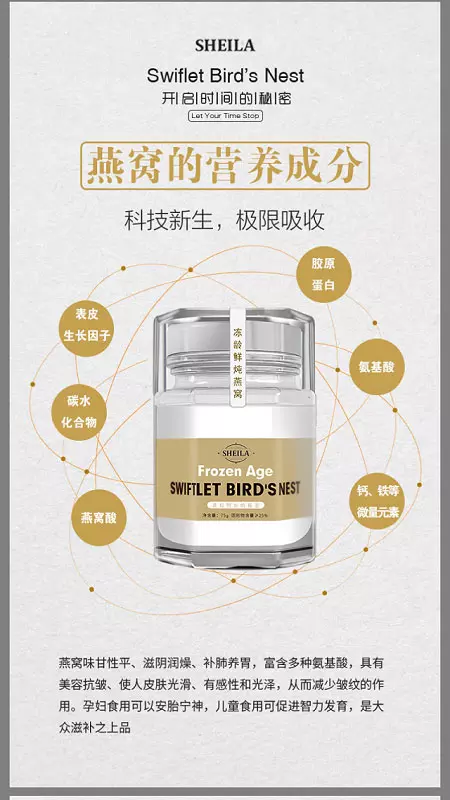 SHEILA
Swiflet Bird's Nest
开启时间的秘密
Let Your Time Stop
燕窝的营养成分
科技新生，极限吸收
胶原
蛋白
表皮
生长因子
氨基酸
碳水
化合物
钙、铁等
微量元素
燕窝酸
冻龄鲜炖燕窝
SHEILA
Frozen Age
SWIFTLET BIRD'S NEST
燕窝味甘性平、滋阴润燥、补肺养胃，富含多种氨基酸，具有
美容抗皱、使人皮肤光滑、有感性和光泽，从而减少皱纹的作
用。孕妇食用可以安胎宁神，儿童食用可促进智力发育，是大
众滋补之上品